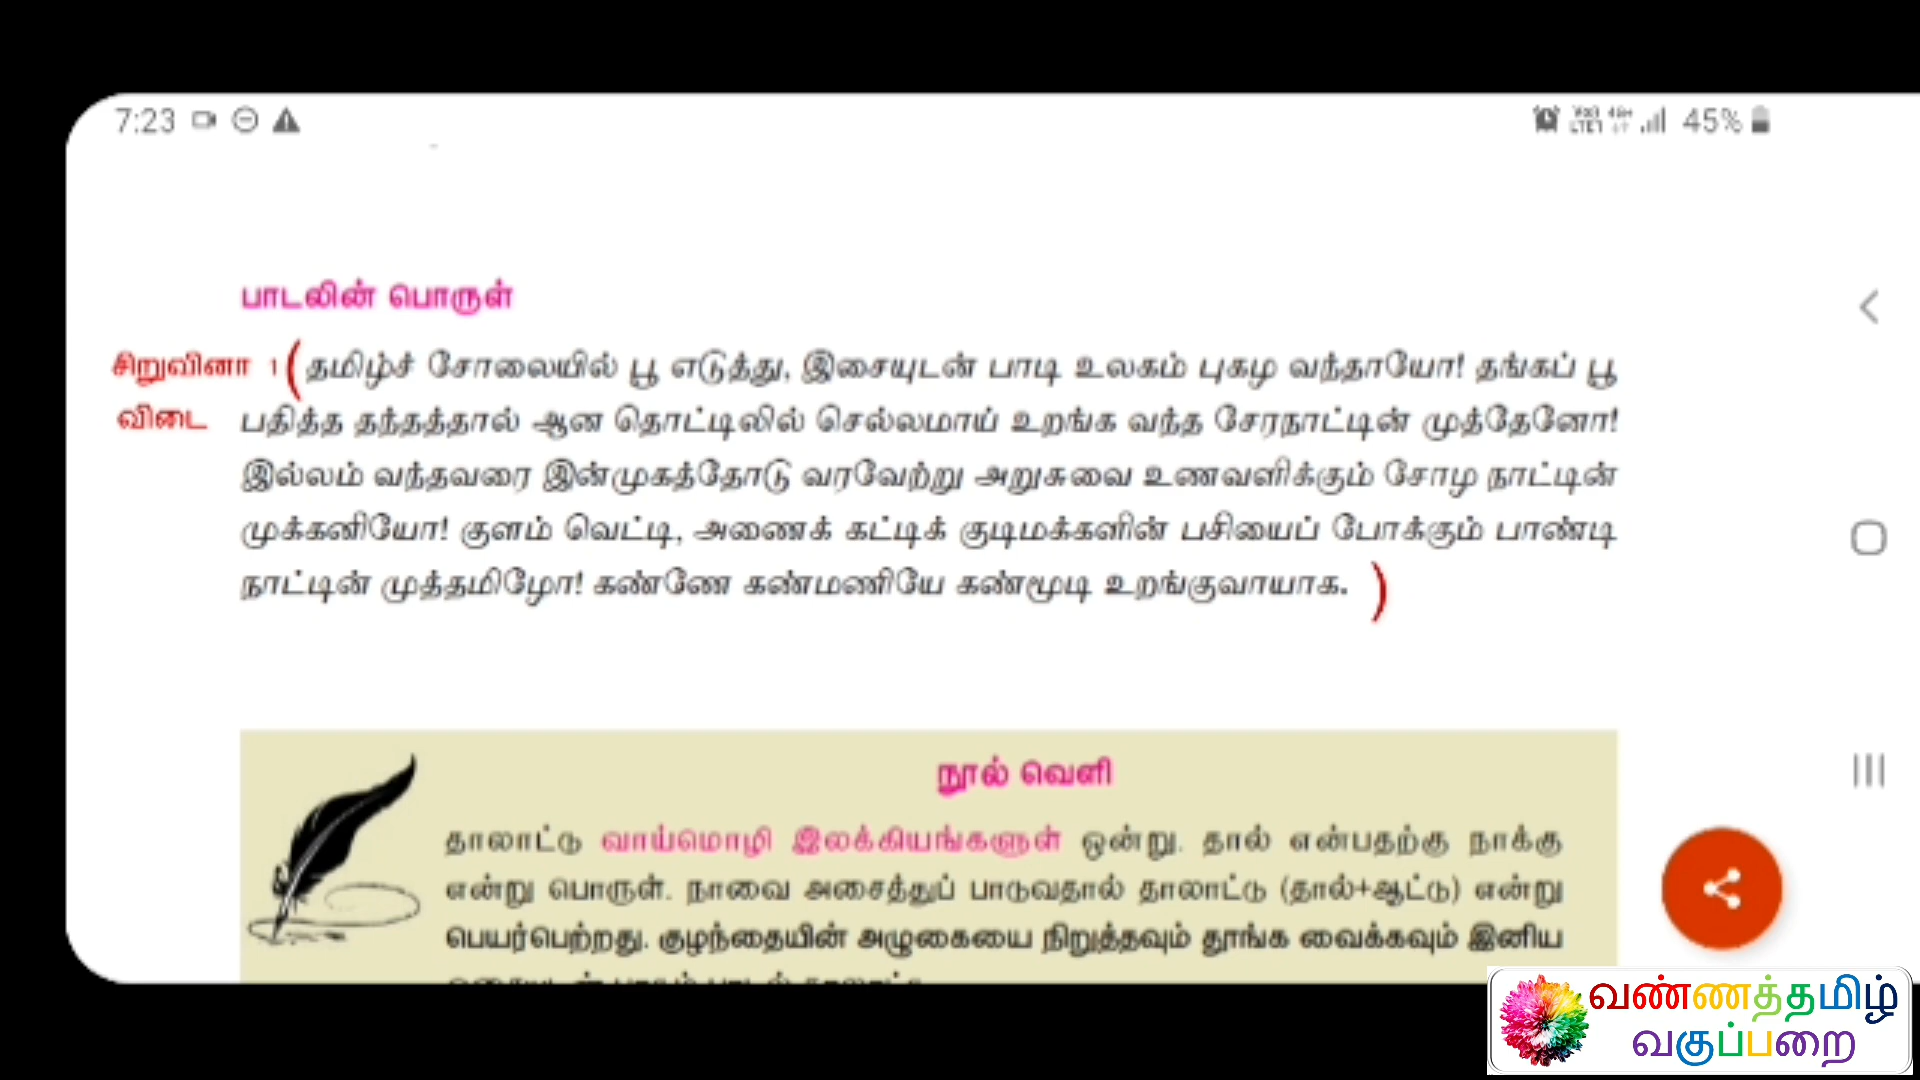 7:23 45%
பாடலின் பொருள்
சிறுவினா 1 (தமிழ்ச் சோலையில் பூ எடுத்து, இசையுடன் பாடி உலகம் புகழ வந்தாயோ! தங்கப் பூ
விடை பதித்த தந்தத்தால் ஆன தொட்டிலில் செல்லமாய் உறங்க வந்த சேரநாட்டின் முத்தேனோ!
இல்லம் வந்தவரை இன்முகத்தோடு வரவேற்று அறுசுவை உணவளிக்கும் சோழ நாட்டின்
முக்கனியோ! குளம் வெட்டி, அணைக் கட்டிக் குடிமக்களின் பசியைப் போக்கும் பாண்டி
நாட்டின் முத்தமிழோ! கண்ணே கண்மணியே கண்மூடி உறங்குவாயாக. )
நூல் வெளி
தாலாட்டு வாய்மொழி இலக்கியங்களுள் ஒன்று. தால் என்பதற்கு நாக்கு
என்று பொருள். நாவை அசைத்துப் பாடுவதால் தாலாட்டு (தால்+ஆட்டு) என்று
பெயர்பெற்றது. குழந்தையின் அழுகையை நிறுத்தவும் தூங்க வைக்கவும் இனிய
வண்ணத்தமிழ்
வகுப்பறை